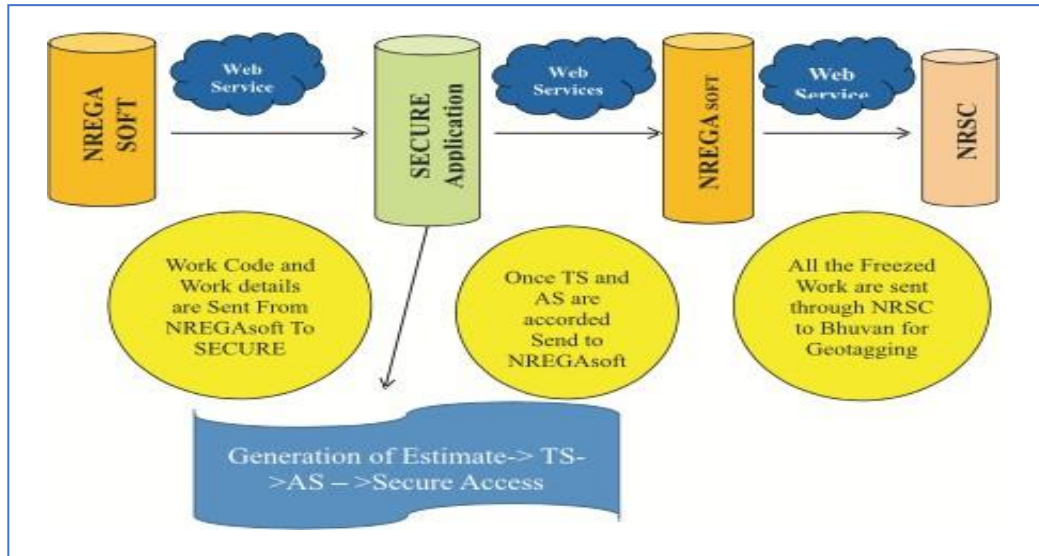 NREGA
SOFT
Web
Service
SECURE
Application
Web
Services
NREGA SOFT
Web
Service
NRSC
Work Code and
Work details
are Sent From
NREGAsoft To
SECURE
Once TS and
AS are
accorded
Send to
NREGAsoft
All the Freezed
Work are sent
through NRSC
to Bhuvan for
Geotagging
Generation of Estimate-> TS-
>AS – >Secure Access